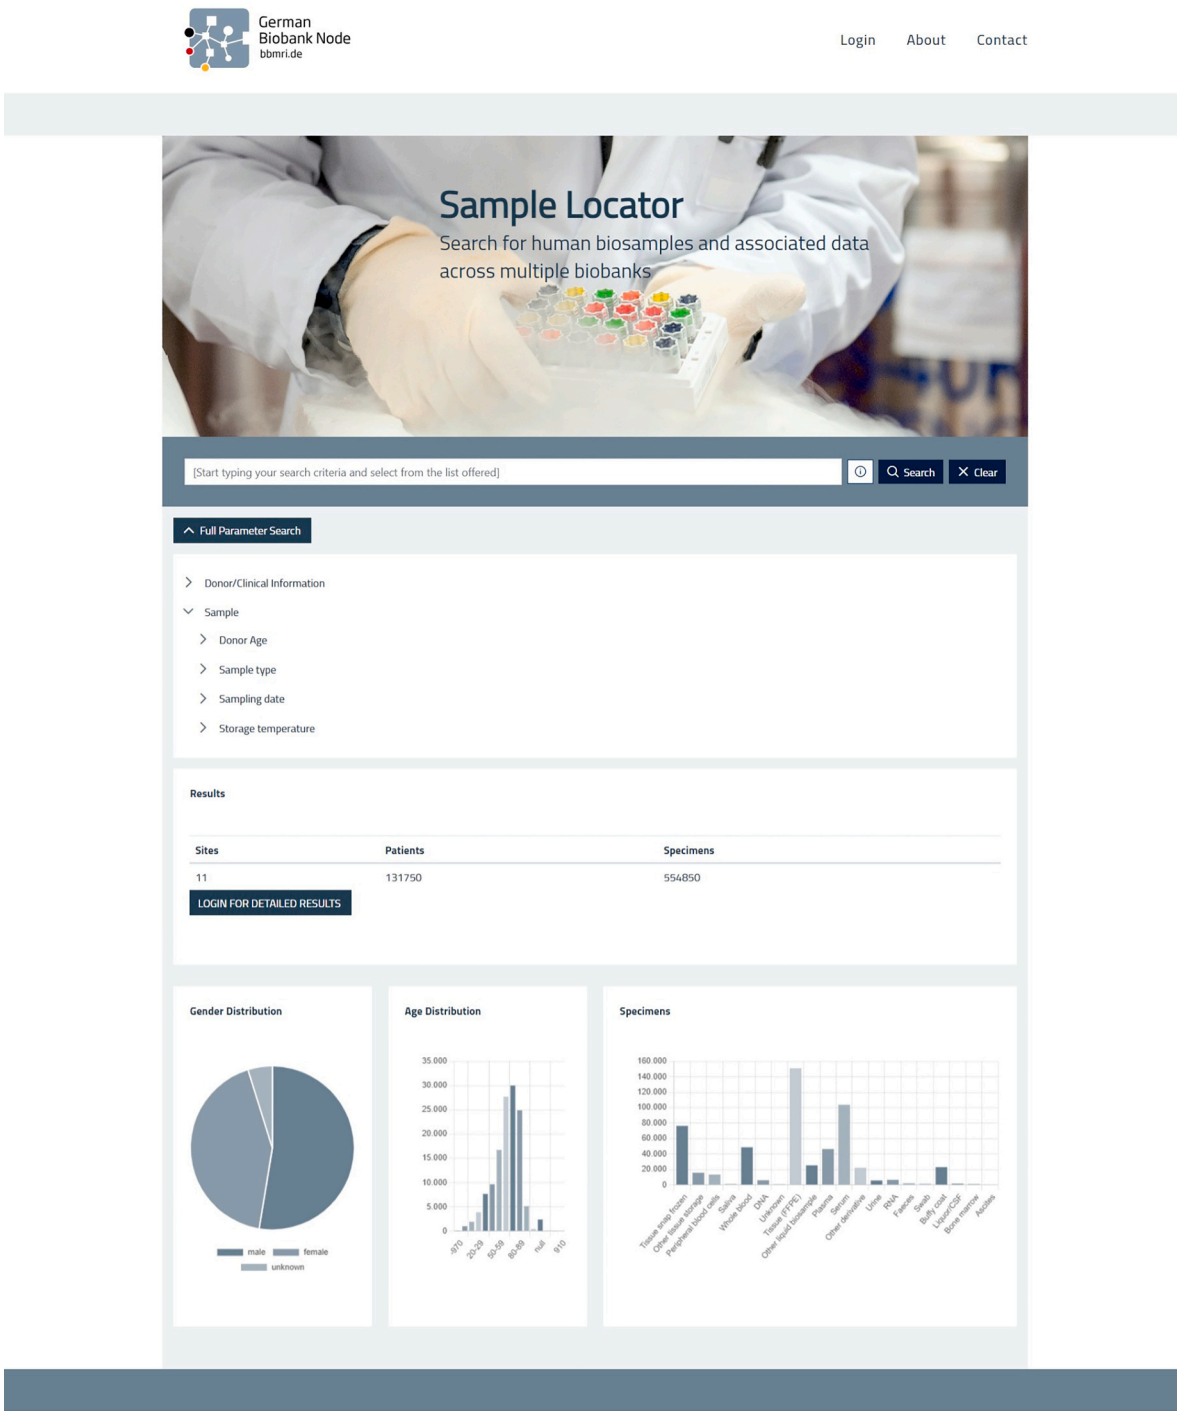 German
Biobank Node
bbmri.de
Login About Contact
Sample Locator
Search for human biosamples and associated data
across multiple biobanks
[Start typing your search criteria and select from the list offered]
Search
Clear
Full Parameter Search
Donor/Clinical Information
Sample
Donor Age
Sample type
Sampling date
Storage temperature
Results
Sites Patients Specimens
11 131750 554850
LOGIN FOR DETAILED RESULTS
Gender Distribution
male female
unknown
Age Distribution
35.000
30.000
25.000
20.000
15.000
10.000
5.000
0
-970 20-29 50-59 80-89 null 910
Specimens
160.000
140.000
120.000
100.000
80.000
60.000
40.000
20.000
0
Tissue snap frozen
Other tissue storage
Peripheral blood cells
Saliva
Whole blood
DNA
Unknown
Tissue (FFPE)
Other liquid biosample
Plasma
Serum
Other derivative
Urine
RNA
Faeces
Swab
Buffy coat
Liquor/CSF
Bone marrow
Ascites